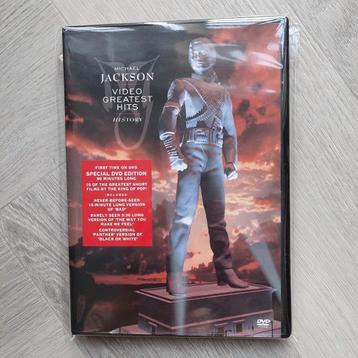 MICHAEL
JACKSON
VIDEO
GREATEST
HITS
HISTORY
FIRST TIME ON DVD
SPECIAL DVD EDITION
90 MINUTES LONG
10 OF THE GREATEST SHORT
FILMS BY THE KING OF POP!
INCLUDES:
NEVER-BEFORE-SEEN
18-MINUTE LONG VERSION
OF 'BAD'
RARELY SEEN 9:30 LONG
VERSION OF 'THE WAY YOU
MAKE ME FEEL'
CONTROVERSIAL
'PANTHER' VERSION OF
'BLACK OR WHITE'
DVD